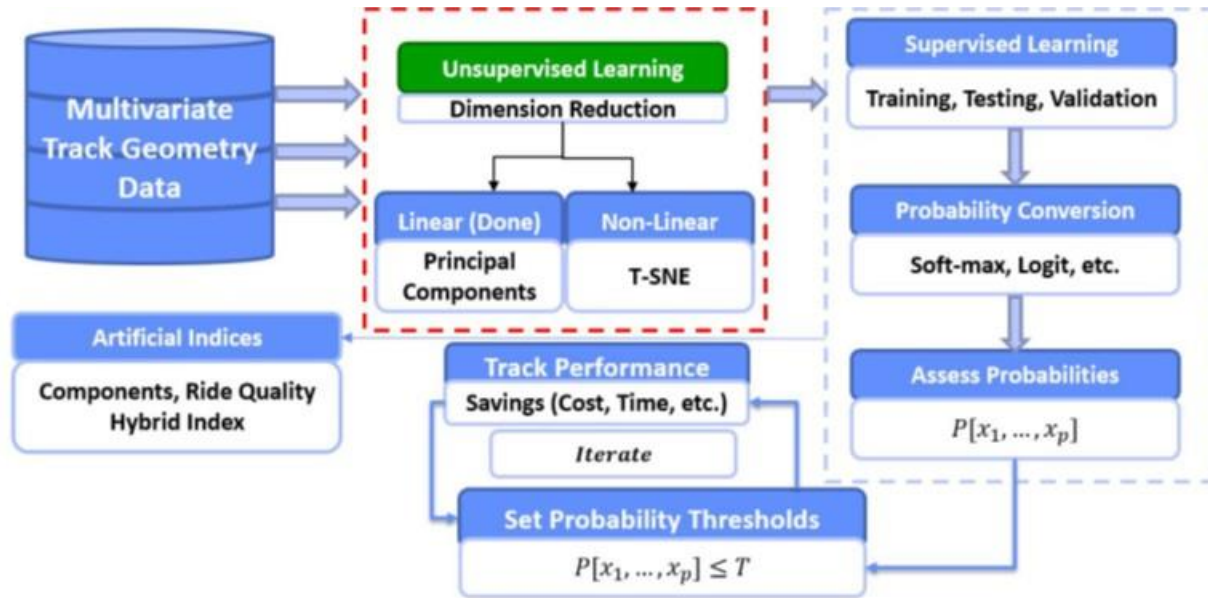 Multivariate
Track Geometry
Data
Unsupervised Learning
Dimension Reduction
Linear (Done)
Principal
Components
Non-Linear
T-SNE
Supervised Learning
Training, Testing, Validation
Probability Conversion
Soft-max, Logit, etc.
Assess Probabilities
P[x₁, ..., xₚ]
Artificial Indices
Components, Ride Quality
Hybrid Index
Track Performance
Savings (Cost, Time, etc.)
Iterate
Set Probability Thresholds
P[x₁, ..., xₚ] ≤ T